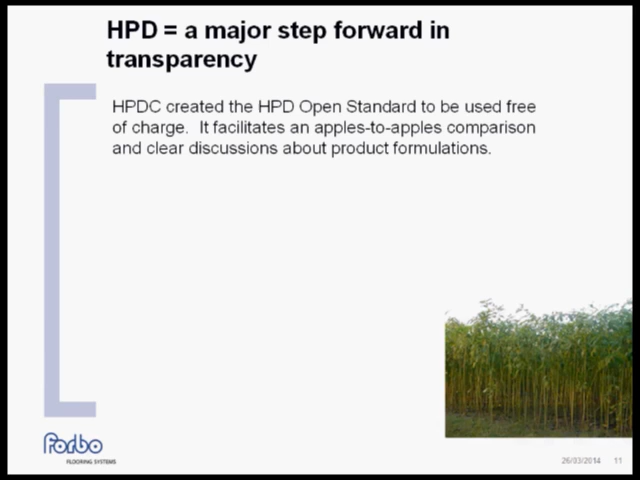 HPD = a major step forward in
transparency
HPDC created the HPD Open Standard to be used free
of charge.  It facilitates an apples-to-apples comparison
and clear discussions about product formulations.
Forbo
FLOORING SYSTEMS
26/03/2014 11